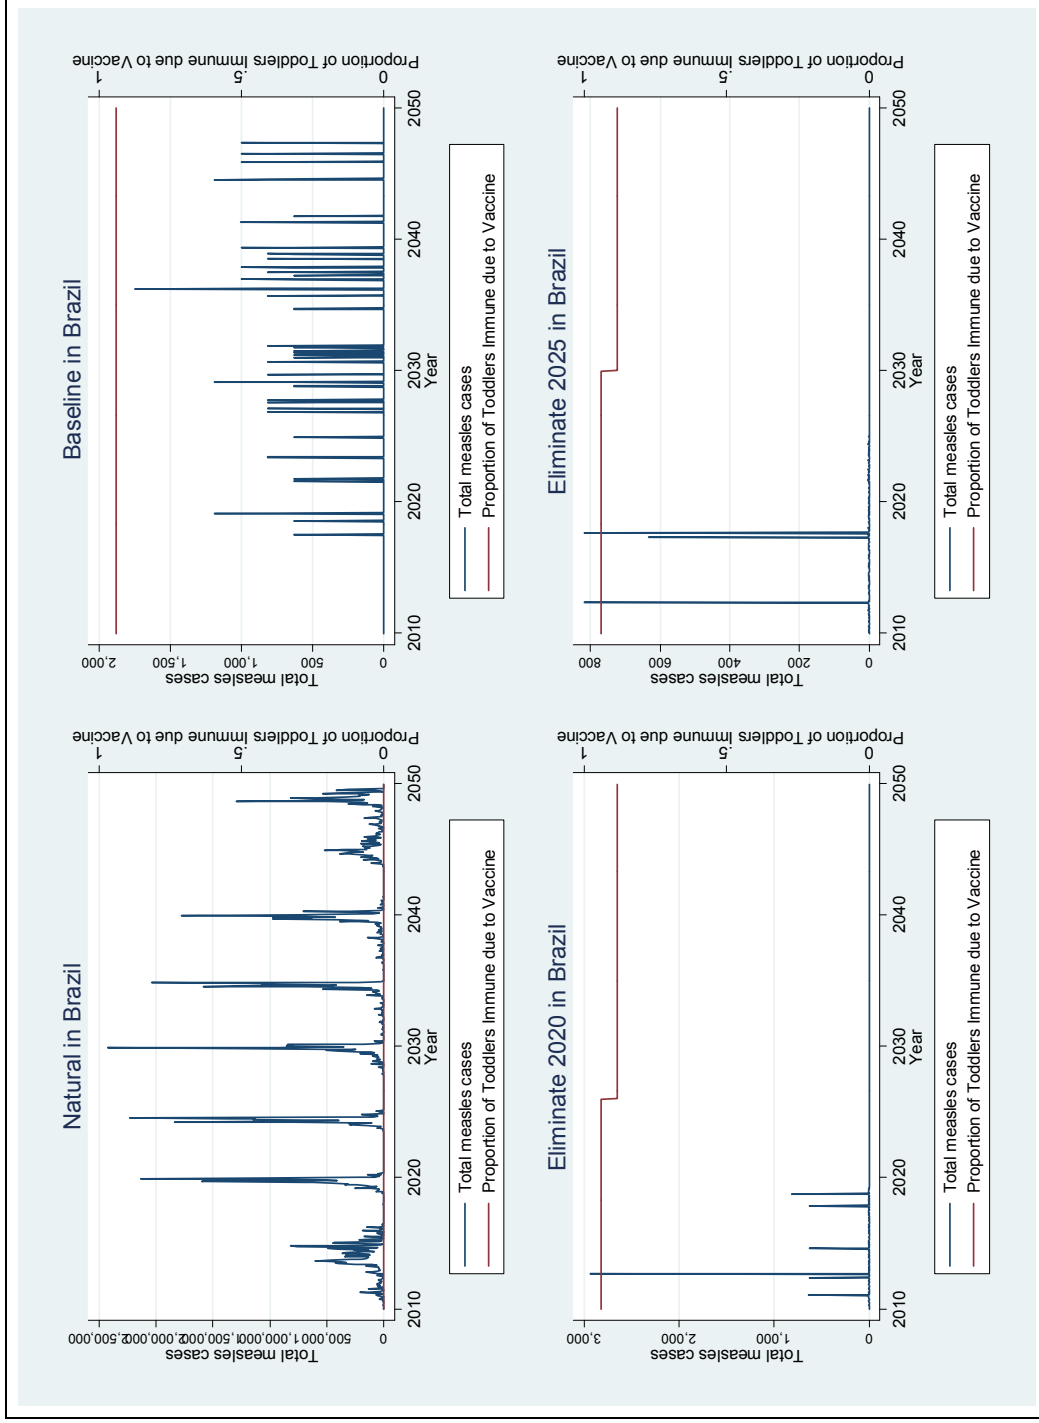 Natural in Brazil
Total measles cases
0
500,000
1,000,000
1,500,000
2,000,000
2,500,000
Proportion of Toddlers Immune due to Vaccine
0
.5
1
2010
2020
2030
2040
2050
Year
Total measles cases
Proportion of Toddlers Immune due to Vaccine
Baseline in Brazil
Total measles cases
0
500
1,000
1,500
2,000
Proportion of Toddlers Immune due to Vaccine
0
.5
1
2010
2020
2030
2040
2050
Year
Total measles cases
Proportion of Toddlers Immune due to Vaccine
Eliminate 2020 in Brazil
Total measles cases
0
1,000
2,000
3,000
Proportion of Toddlers Immune due to Vaccine
0
.5
1
2010
2020
2030
2040
2050
Year
Total measles cases
Proportion of Toddlers Immune due to Vaccine
Eliminate 2025 in Brazil
Total measles cases
0
200
400
600
800
Proportion of Toddlers Immune due to Vaccine
0
.5
1
2010
2020
2030
2040
2050
Year
Total measles cases
Proportion of Toddlers Immune due to Vaccine